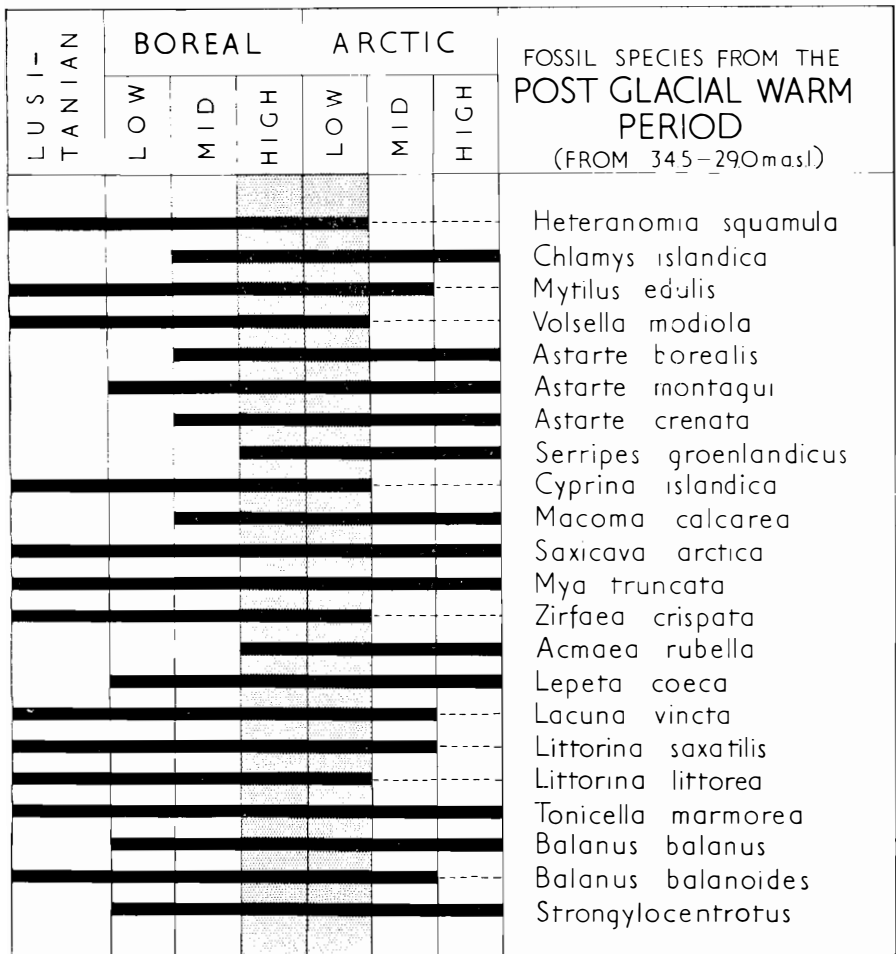 LUSI-
TANIAN
BOREAL
ARCTIC
LOW
MID
HIGH
LOW
MID
HIGH
FOSSIL SPECIES FROM THE
POST GLACIAL WARM
PERIOD
(FROM 34.5-29.0 m a.s.l.)
Heteranomia squamula
Chlamys islandica
Mytilus edulis
Volsella modiola
Astarte borealis
Astarte montagui
Astarte crenata
Serripes groenlandicus
Cyprina islandica
Macoma calcarea
Saxicava arctica
Mya truncata
Zirfaea crispata
Acmaea rubella
Lepeta coeca
Lacuna vincta
Littorina saxatilis
Littorina littorea
Tonicella marmorea
Balanus balanus
Balanus balanoides
Strongylocentrotus